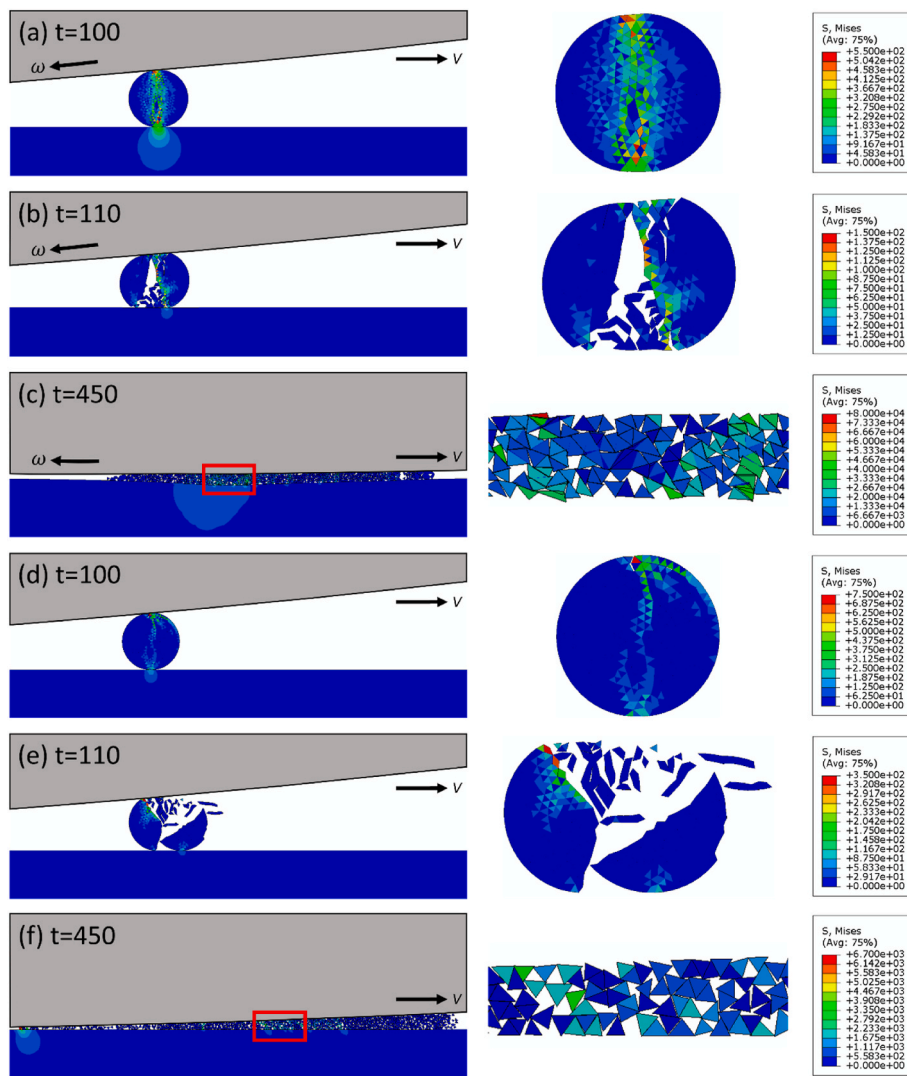 (a) t=100
ω
V
S, Mises
(Avg: 75%)
+5.500e+02
+5.042e+02
+4.583e+02
+4.125e+02
+3.667e+02
+3.208e+02
+2.750e+02
+2.292e+02
+1.833e+02
+1.375e+02
+9.167e+01
+4.583e+01
+0.000e+00
(b) t=110
ω
V
S, Mises
(Avg: 75%)
+1.500e+02
+1.375e+02
+1.250e+02
+1.125e+02
+1.000e+02
+8.750e+01
+7.500e+01
+6.250e+01
+5.000e+01
+3.750e+01
+2.500e+01
+1.250e+01
+0.000e+00
(c) t=450
ω
V
S, Mises
(Avg: 75%)
+8.000e+04
+7.333e+04
+6.667e+04
+6.000e+04
+5.333e+04
+4.667e+04
+4.000e+04
+3.333e+04
+2.667e+04
+2.000e+04
+1.333e+04
+6.667e+03
+0.000e+00
(d) t=100
V
S, Mises
(Avg: 75%)
+7.500e+02
+6.875e+02
+6.250e+02
+5.625e+02
+5.000e+02
+4.375e+02
+3.750e+02
+3.125e+02
+2.500e+02
+1.875e+02
+1.250e+02
+6.250e+01
+0.000e+00
(e) t=110
V
S, Mises
(Avg: 75%)
+3.500e+02
+3.208e+02
+2.917e+02
+2.625e+02
+2.333e+02
+2.042e+02
+1.750e+02
+1.458e+02
+1.167e+02
+8.750e+01
+5.833e+01
+2.917e+01
+0.000e+00
(f) t=450
V
S, Mises
(Avg: 75%)
+6.700e+03
+6.142e+03
+5.583e+03
+5.025e+03
+4.467e+03
+3.908e+03
+3.350e+03
+2.792e+03
+2.233e+03
+1.675e+03
+1.117e+03
+5.583e+02
+0.000e+00